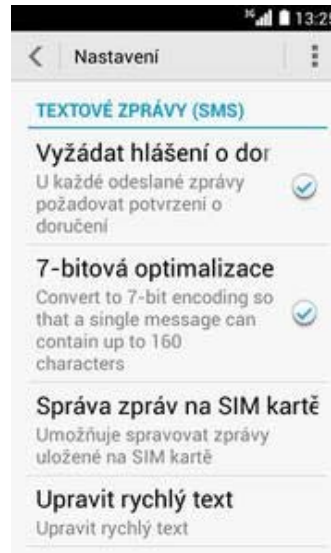 3G 13:29
Nastavení
TEXTOVÉ ZPRÁVY (SMS)
Vyžádat hlášení o dor
U každé odeslané zprávy
požadovat potvrzení o
doručení
7-bitová optimalizace
Convert to 7-bit encoding so
that a single message can
contain up to 160
characters
Správa zpráv na SIM kartě
Umožňuje spravovat zprávy
uložené na SIM kartě
Upravit rychlý text
Upravit rychlý text